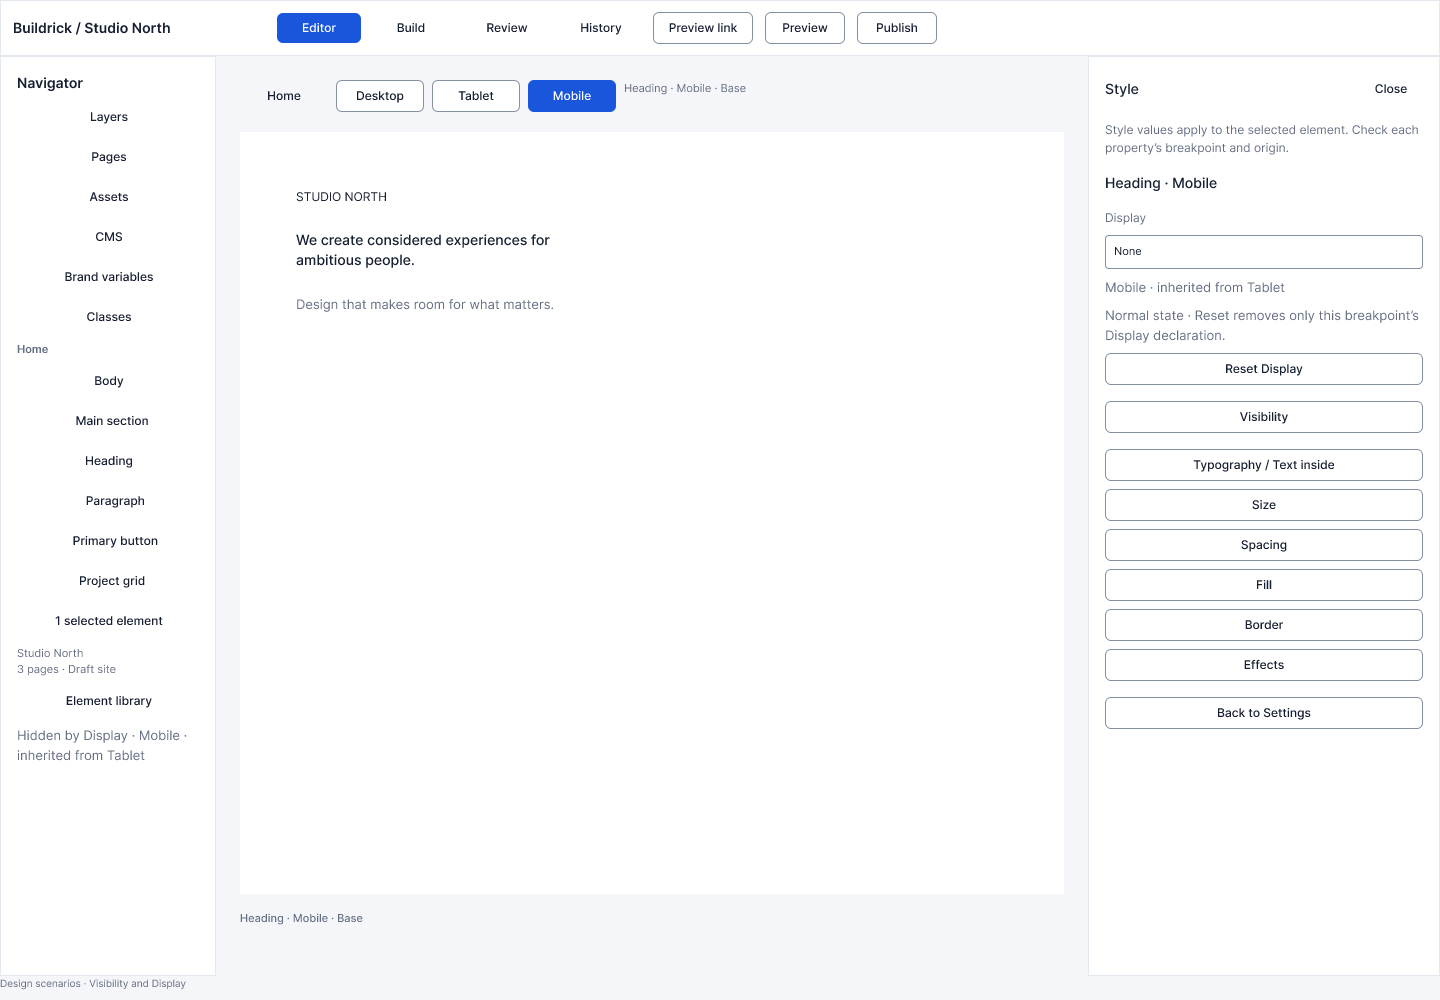 Buildrick / Studio North
Editor
Build
Review
History
Preview link
Preview
Publish
Navigator
Layers
Pages
Assets
CMS
Brand variables
Classes
Home
Body
Main section
Heading
Paragraph
Primary button
Project grid
1 selected element
Studio North
3 pages · Draft site
Element library
Hidden by Display · Mobile ·
inherited from Tablet
Home
Desktop
Tablet
Mobile
Heading · Mobile · Base
STUDIO NORTH
We create considered experiences for
ambitious people.
Design that makes room for what matters.
Heading · Mobile · Base
Style
Close
Style values apply to the selected element. Check each
property’s breakpoint and origin.
Heading · Mobile
Display
None
Mobile · inherited from Tablet
Normal state · Reset removes only this breakpoint’s
Display declaration.
Reset Display
Visibility
Typography / Text inside
Size
Spacing
Fill
Border
Effects
Back to Settings
Design scenarios · Visibility and Display